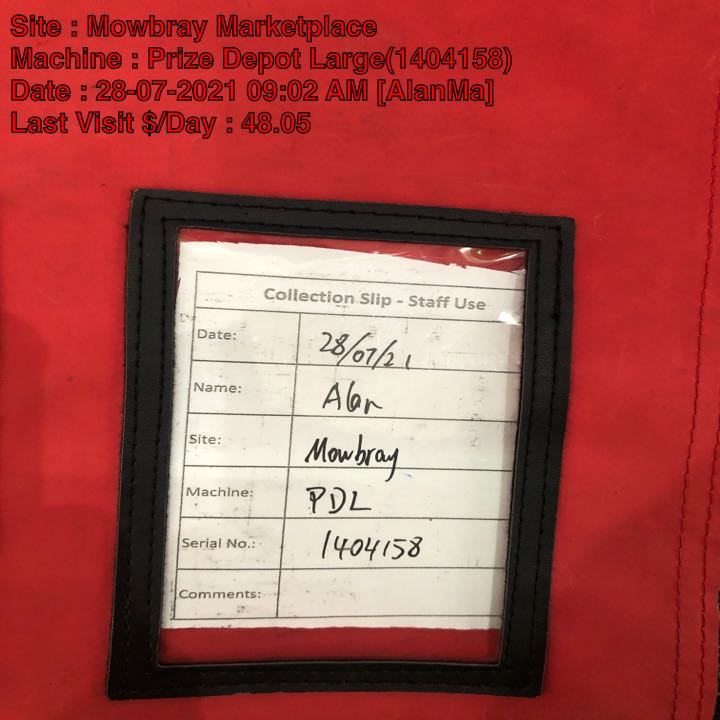 Site : Mowbray Marketplace
Machine : Prize Depot Large(1404158)
Date : 28-07-2021 09:02 AM [AlanMa]
Last Visit $/Day : 48.05
Collection Slip - Staff Use
Date: 28/07/21
Name: Alan
Site: Mowbray
Machine: PDL
Serial No.: 1404158
Comments: